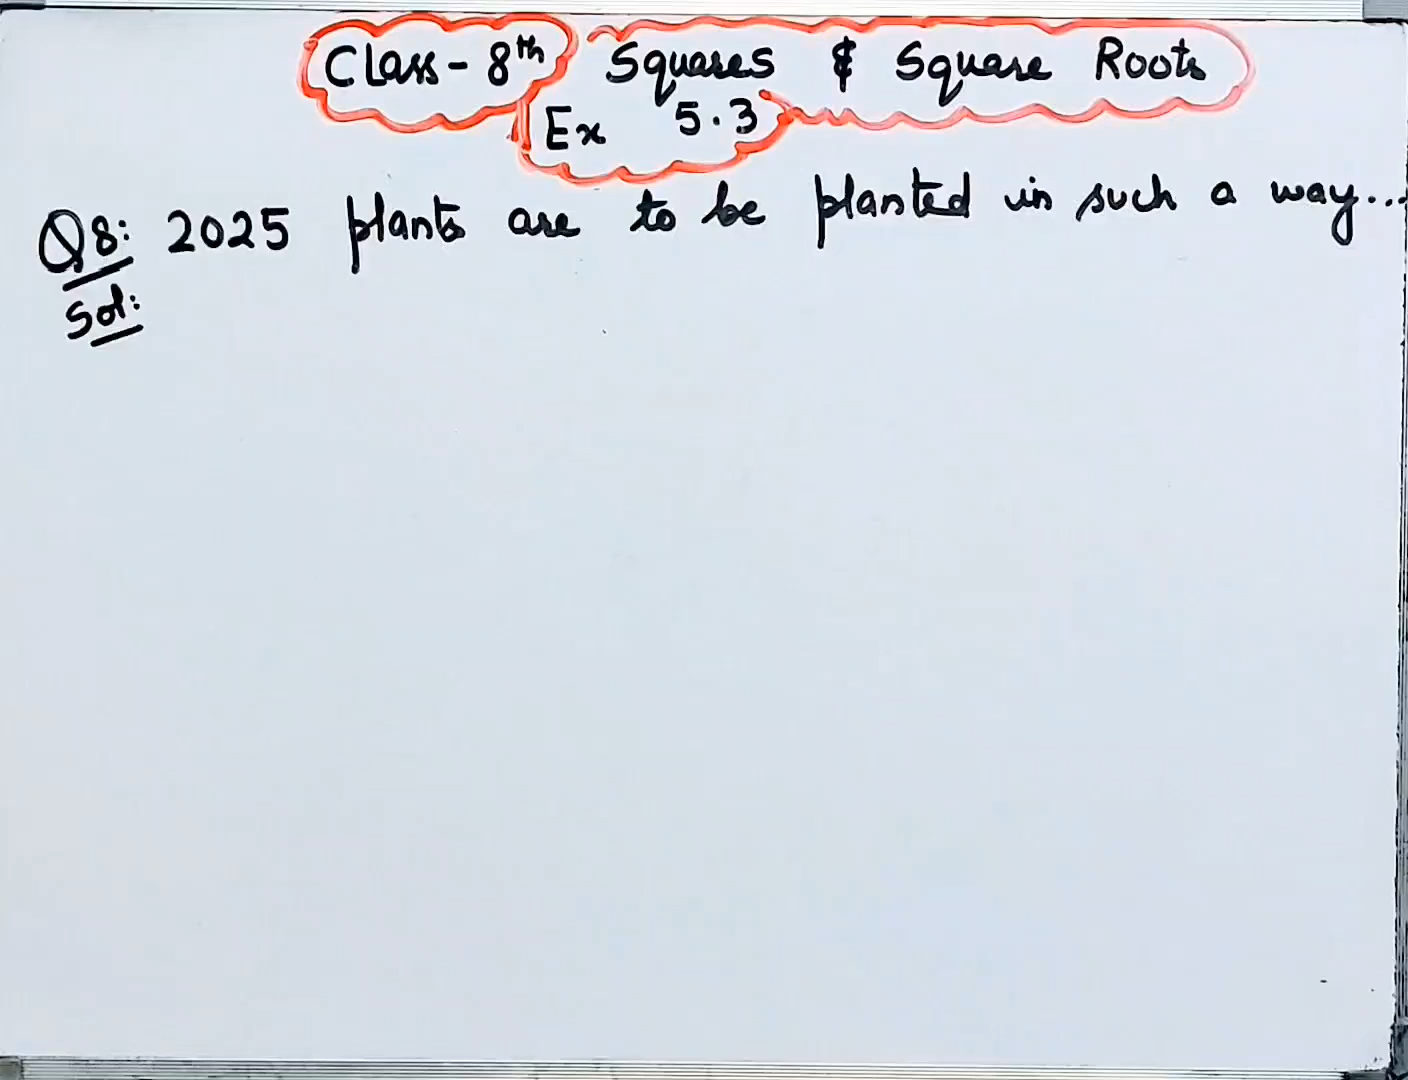 Class - 8th Squares & Square Roots
Ex 5.3
Q8: 2025 plants are to be planted in such a way...
Sol: